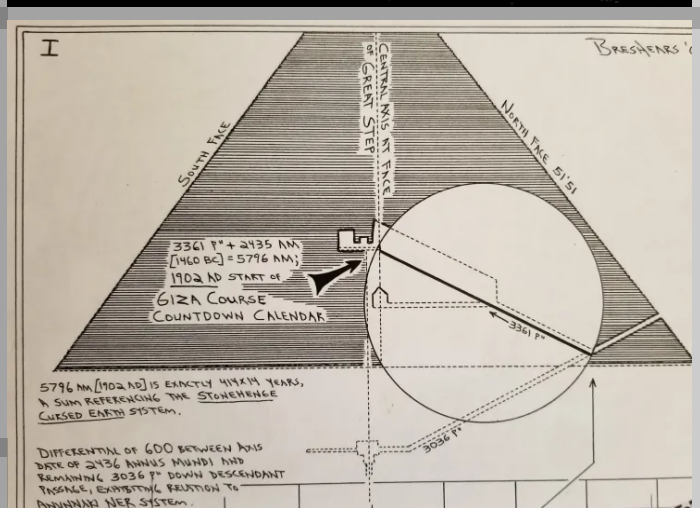 I
BRESHEARS '
SOUTH FACE
CENTRAL AXIS AT FACE
OF GREAT STEP
NORTH FACE 51°51
3361 P" + 2435 AM
[1460 BC] = 5796 AM;
1902 AD START OF
GIZA COURSE
COUNTDOWN CALENDAR
3361 P"
5796 AM [1902 AD] IS EXACTLY 414X14 YEARS,
A SUM REFERENCING THE STONEHENGE
CURSED EARTH SYSTEM.
3036 P"
DIFFERENTIAL OF 600 BETWEEN AXIS
DATE OF 2436 ANNUS MUNDI AND
REMAINING 3036 P" DOWN DESCENDANT
PASSAGE, EXHIBITING RELATION TO
ANUNNAKI NER SYSTEM.